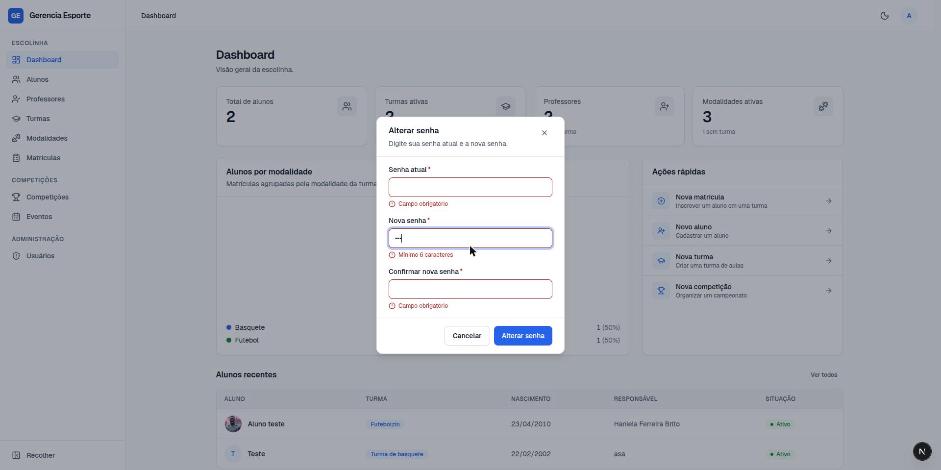 GE Gerencia Esporte
Dashboard
A
ESCOLINHA
Dashboard
Alunos
Professores
Turmas
Modalidades
Matrículas
COMPETIÇÕES
Competições
Eventos
ADMINISTRAÇÃO
Usuários
Recolher
Dashboard
Visão geral da escolinha.
Total de alunos
2
Turmas ativas
Professores
Modalidades ativas
3
1 sem turma
Alunos por modalidade
Matrículas agrupadas pela modalidade da turma
Basquete 1 (50%)
Futebol 1 (50%)
Ações rápidas
Nova matrícula
Inscrever um aluno em uma turma
Novo aluno
Cadastrar um aluno
Nova turma
Criar uma turma de aulas
Nova competição
Organizar um campeonato
Alterar senha
Digite sua senha atual e a nova senha.
Senha atual *
Campo obrigatório
Nova senha *
Mínimo 6 caracteres
Confirmar nova senha *
Campo obrigatório
Cancelar Alterar senha
Alunos recentes Ver todos
ALUNO TURMA NASCIMENTO RESPONSÁVEL SITUAÇÃO
Aluno teste Futebolzin 23/04/2010 Haniela Ferreira Brito Ativo
T Teste Turma de basquete 22/02/2002 asa Ativo
N